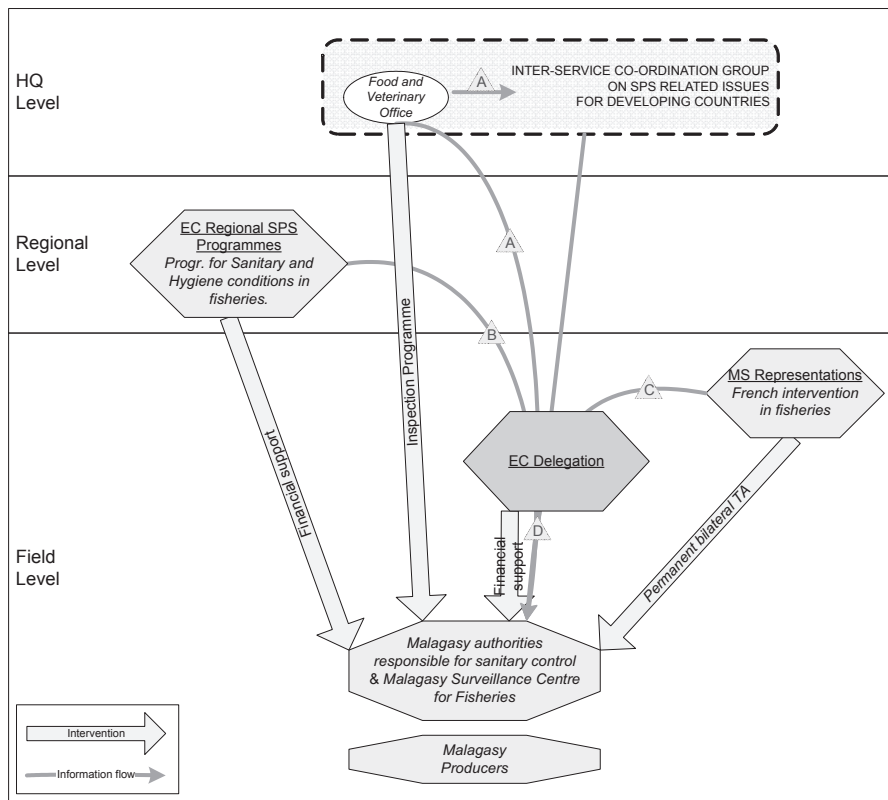 HQ
Level
Food and
Veterinary
Office
A
INTER-SERVICE CO-ORDINATION GROUP
ON SPS RELATED ISSUES
FOR DEVELOPING COUNTRIES
Regional
Level
EC Regional SPS
Programmes
Progr. for Sanitary and
Hygiene conditions in
fisheries.
A
B
Field
Level
Financial support
Inspection Programme
C
MS Representations
French intervention
in fisheries
EC Delegation
D
Financial
support
Permanent bilateral TA
Malagasy authorities
responsible for sanitary control
& Malagasy Surveillance Centre
for Fisheries
Malagasy
Producers
Intervention
Information flow